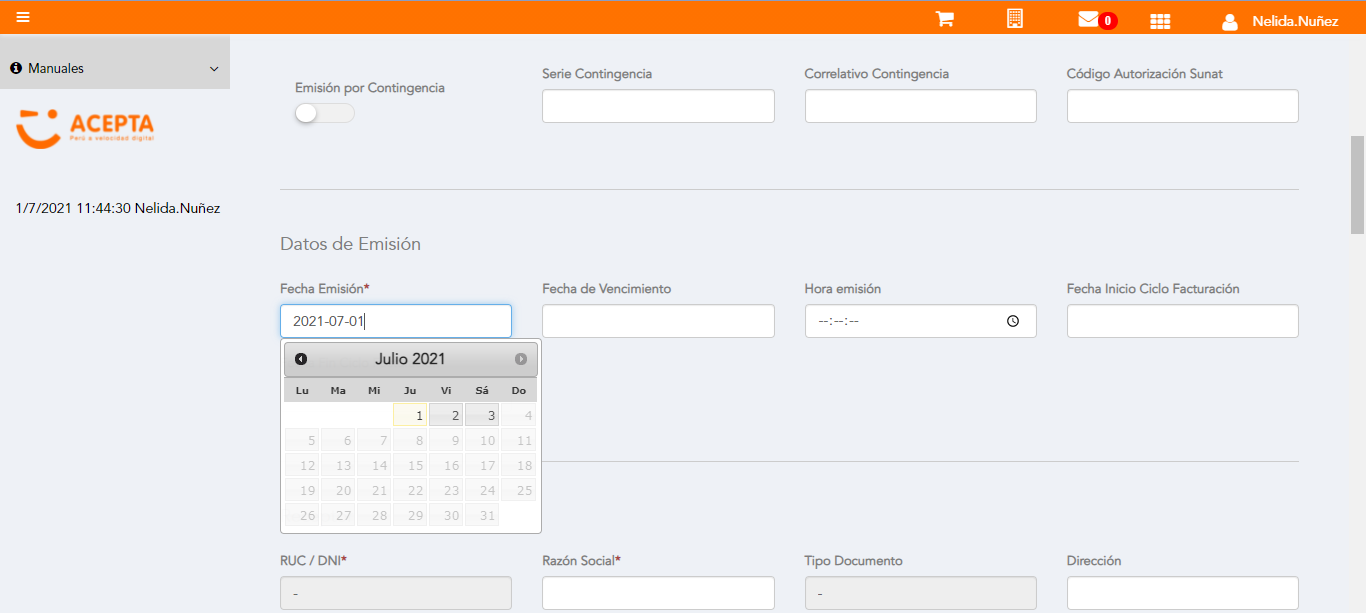 0
Nelida.Nuñez
Manuales
ACEPTA
Perú a velocidad digital
1/7/2021 11:44:30 Nelida.Nuñez
Emisión por Contingencia
Serie Contingencia
Correlativo Contingencia
Código Autorización Sunat
Datos de Emisión
Fecha Emisión*
Fecha de Vencimiento
Hora emisión
Fecha Inicio Ciclo Facturación
2021-07-01
--:--:--
Julio 2021
Lu Ma Mi Ju Vi Sá Do
1 2 3 4
5 6 7 8 9 10 11
12 13 14 15 16 17 18
19 20 21 22 23 24 25
26 27 28 29 30 31
RUC / DNI*
Razón Social*
Tipo Documento
Dirección
-
-